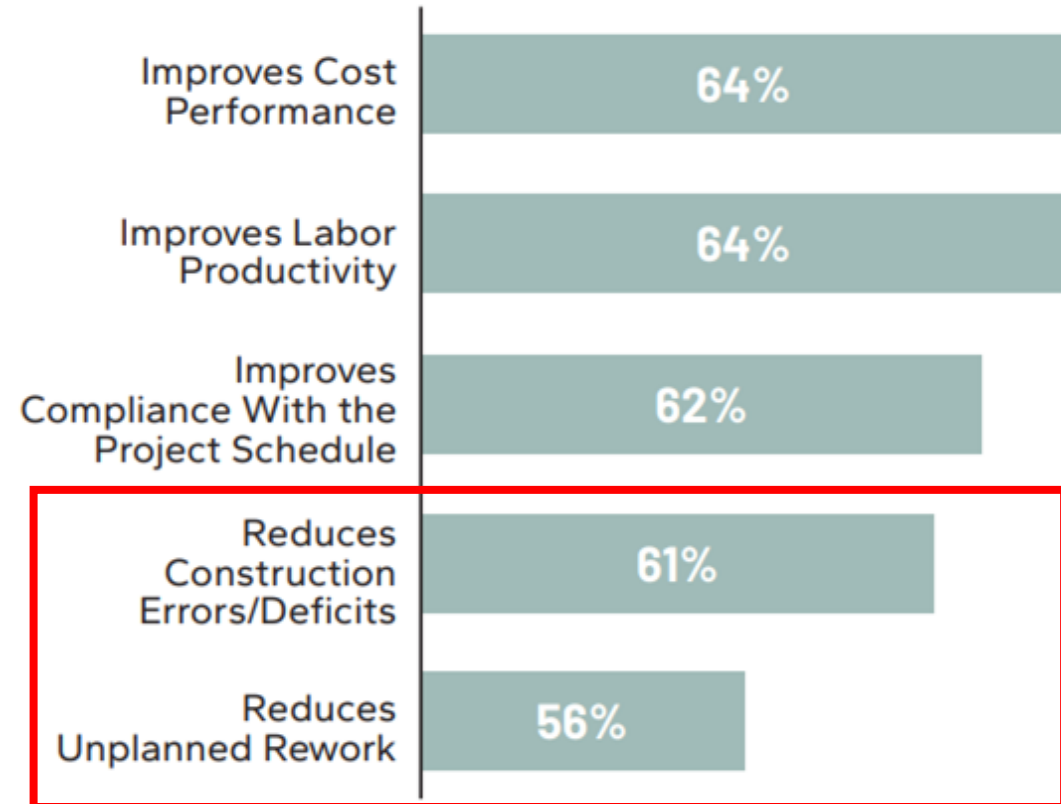 Improves Cost
Performance
64%
Improves Labor
Productivity
64%
Improves
Compliance With the
Project Schedule
62%
Reduces
Construction
Errors/Deficits
61%
Reduces
Unplanned Rework
56%